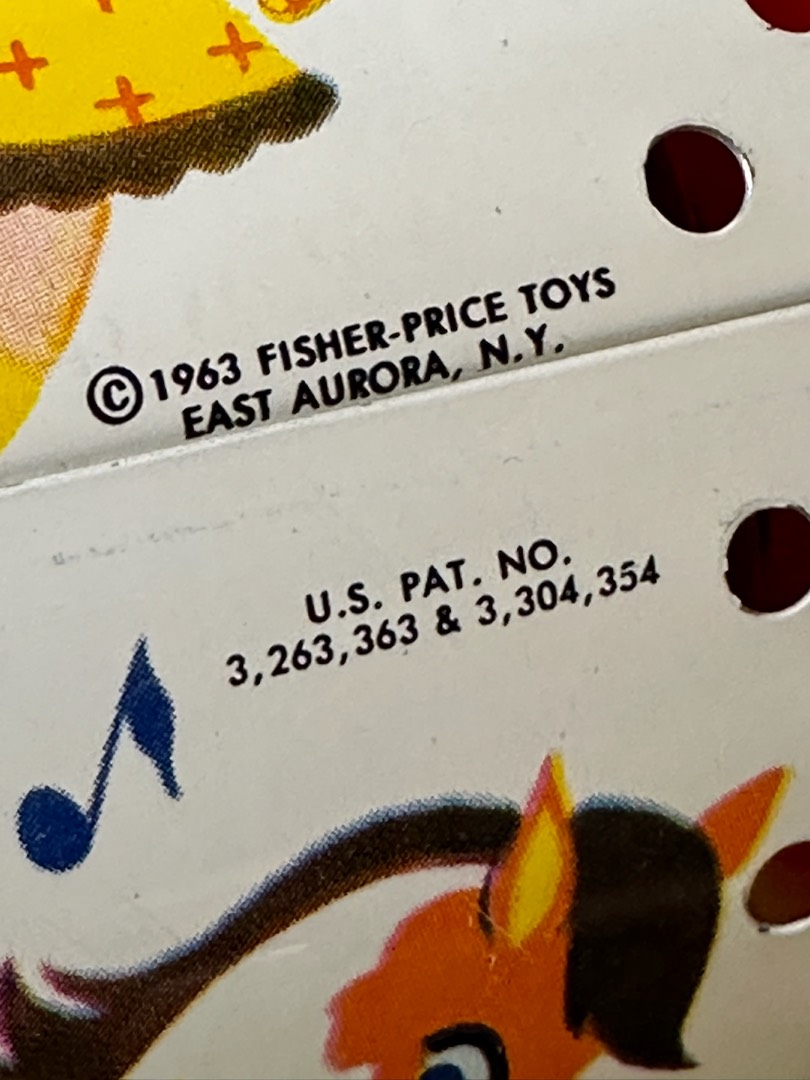 ©1963 FISHER-PRICE TOYS
EAST AURORA, N.Y.
U.S. PAT. NO.
3,263,363 & 3,304,354